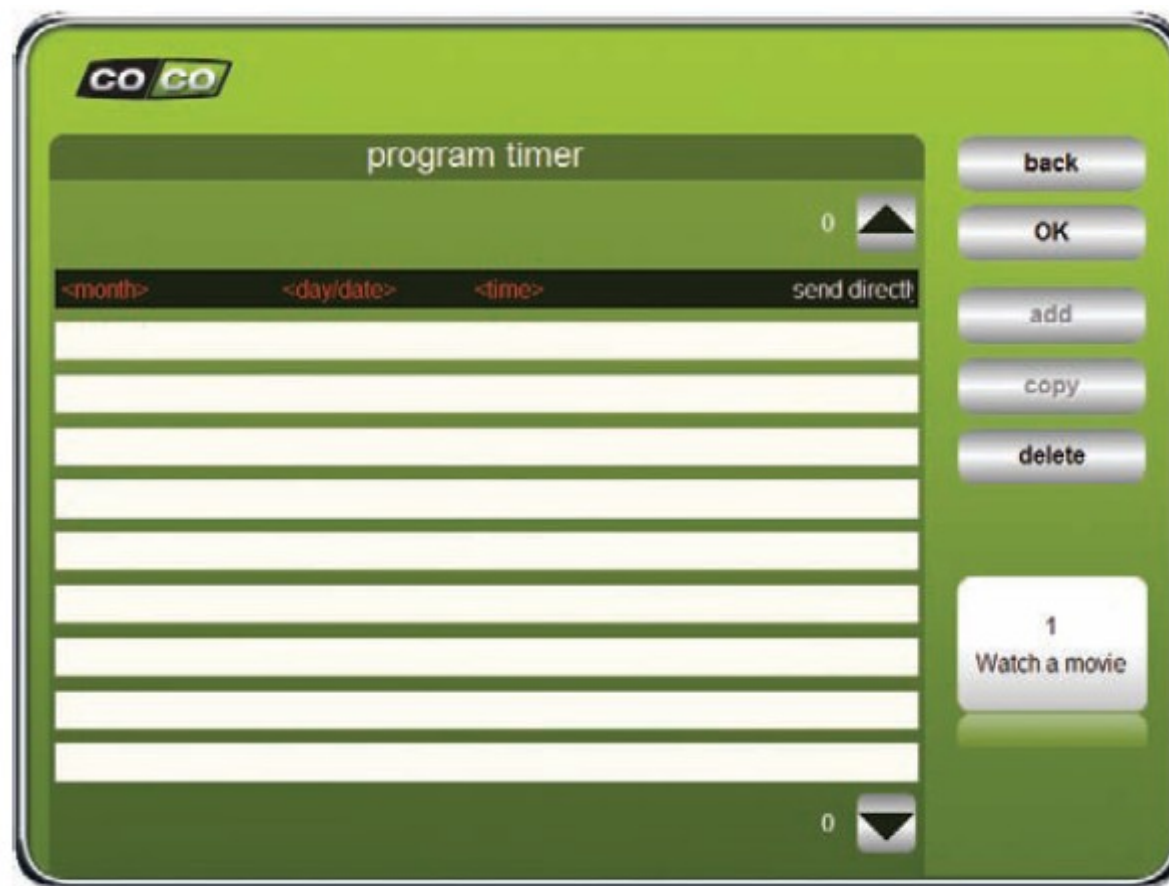 CO CO
program timer
back
0
OK
<month> <day/date> <time> send directly
add
copy
delete
1
Watch a movie
0